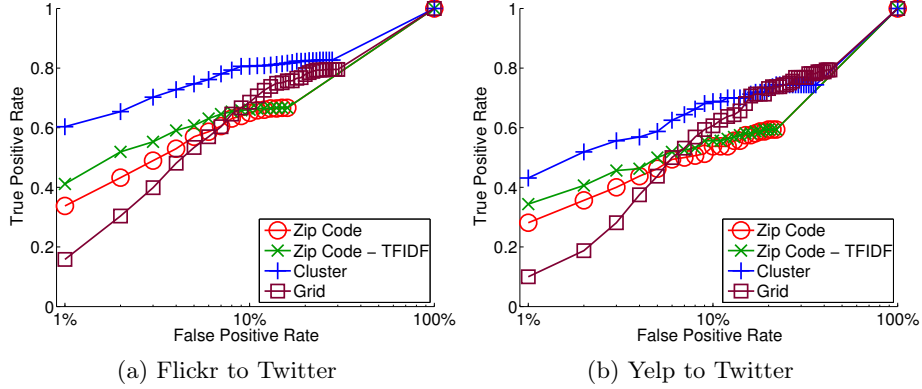 1
0.8
0.6
0.4
0.2
0
True Positive Rate
1%
10%
100%
False Positive Rate
Zip Code
Zip Code − TFIDF
Cluster
Grid
(a) Flickr to Twitter
1
0.8
0.6
0.4
0.2
0
True Positive Rate
1%
10%
100%
False Positive Rate
Zip Code
Zip Code − TFIDF
Cluster
Grid
(b) Yelp to Twitter